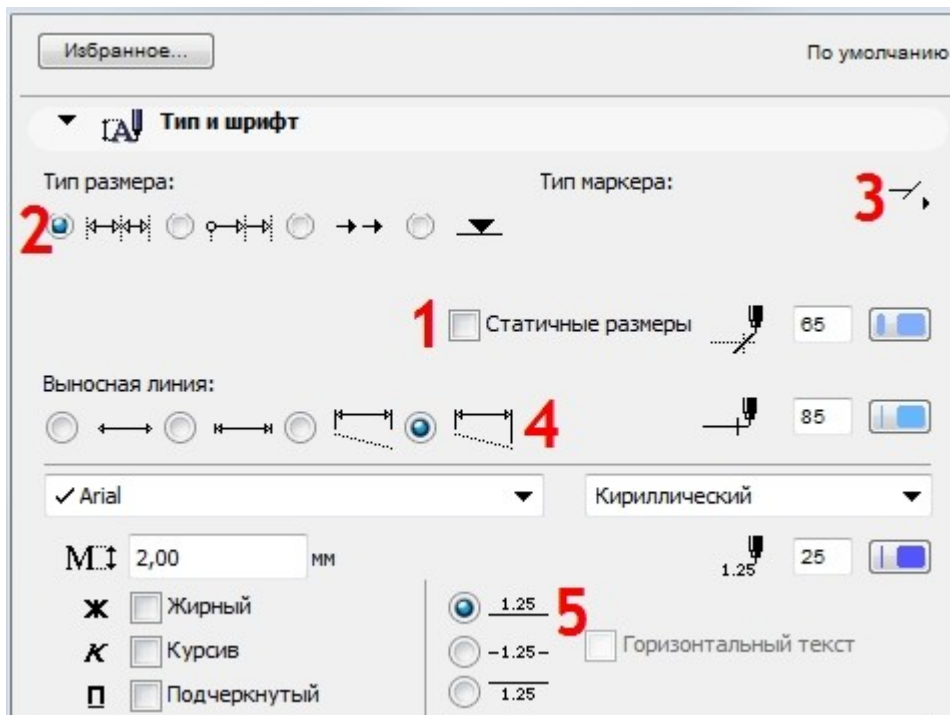 Избранное...
По умолчанию
Тип и шрифт
Тип размера:
Тип маркера:
3
2
1
Статичные размеры
65
Выносная линия:
4
85
Arial
Кириллический
M
2,00
мм
1.25
25
Ж
Жирный
1.25
5
К
Курсив
–1.25–
Горизонтальный текст
П
Подчеркнутый
1.25